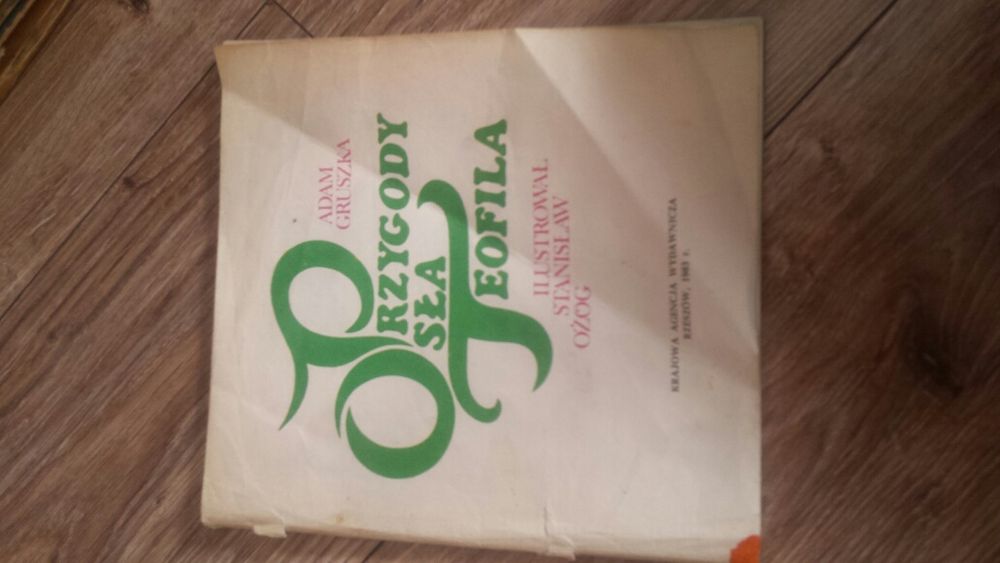 ADAM
GRUSZKA
PRZYGODY
OSŁA
TEOFILA
ILUSTROWAŁ
STANISŁAW
OŻÓG
KRAJOWA AGENCJA WYDAWNICZA
RZESZÓW, 1983 r.